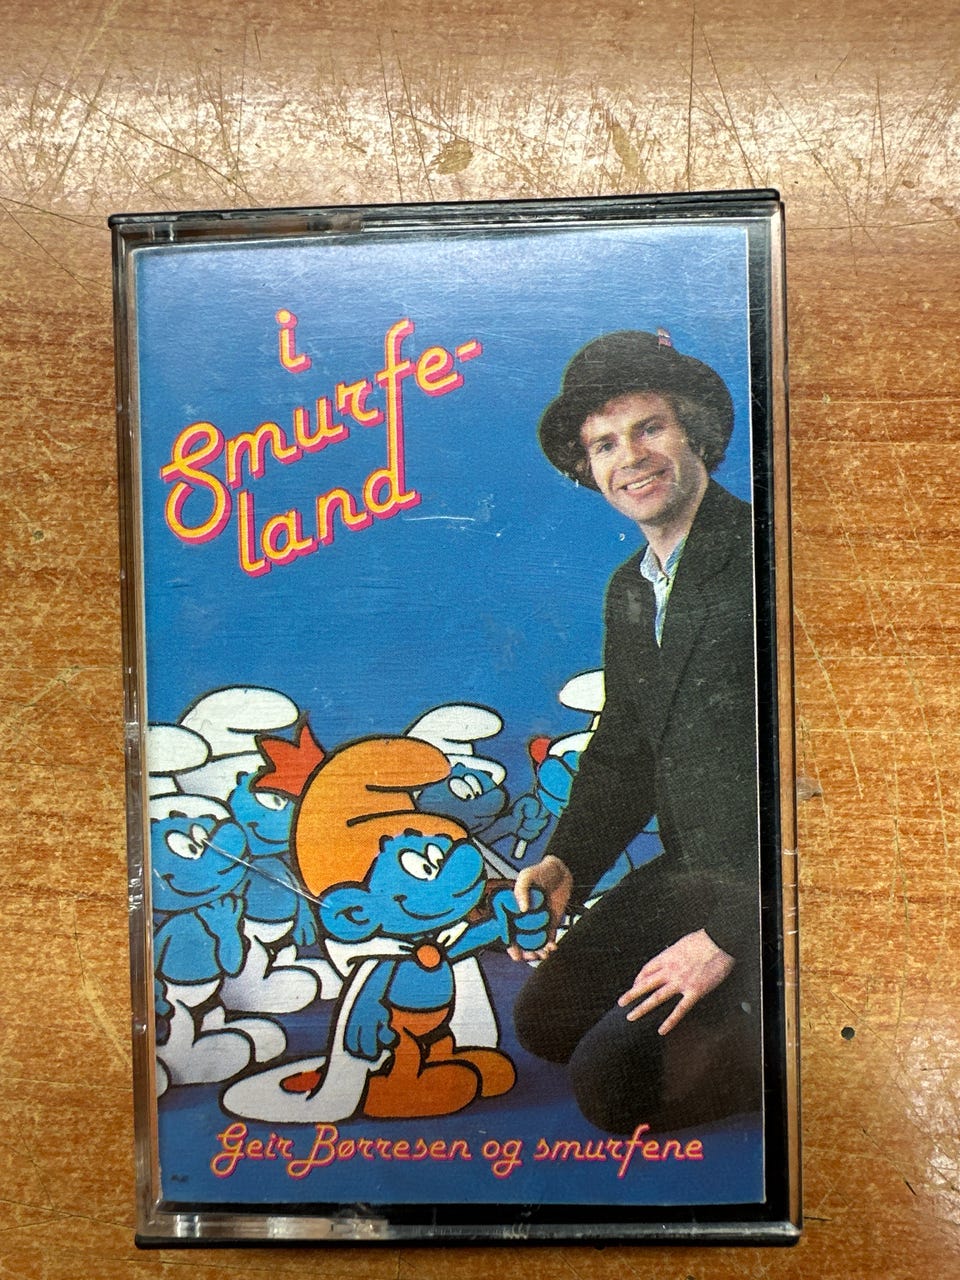 i
Smurfe-
land
Geir Børresen og smurfene